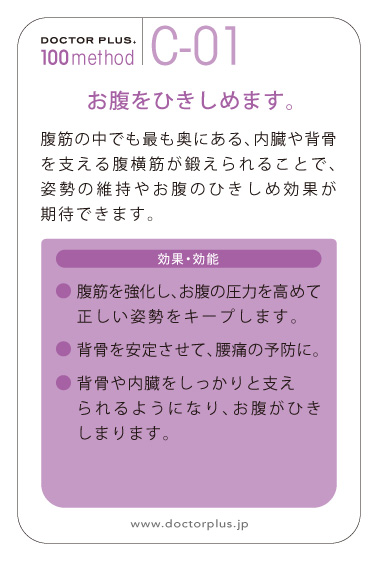 DOCTOR PLUS.
100method
C-01
お腹をひきしめます。
腹筋の中でも最も奥にある、内臓や背骨
を支える腹横筋が鍛えられることで、
姿勢の維持やお腹のひきしめ効果が
期待できます。
効果・効能
● 腹筋を強化し、お腹の圧力を高めて
正しい姿勢をキープします。
● 背骨を安定させて、腰痛の予防に。
● 背骨や内臓をしっかりと支え
られるようになり、お腹がひき
しまります。
www.doctorplus.jp